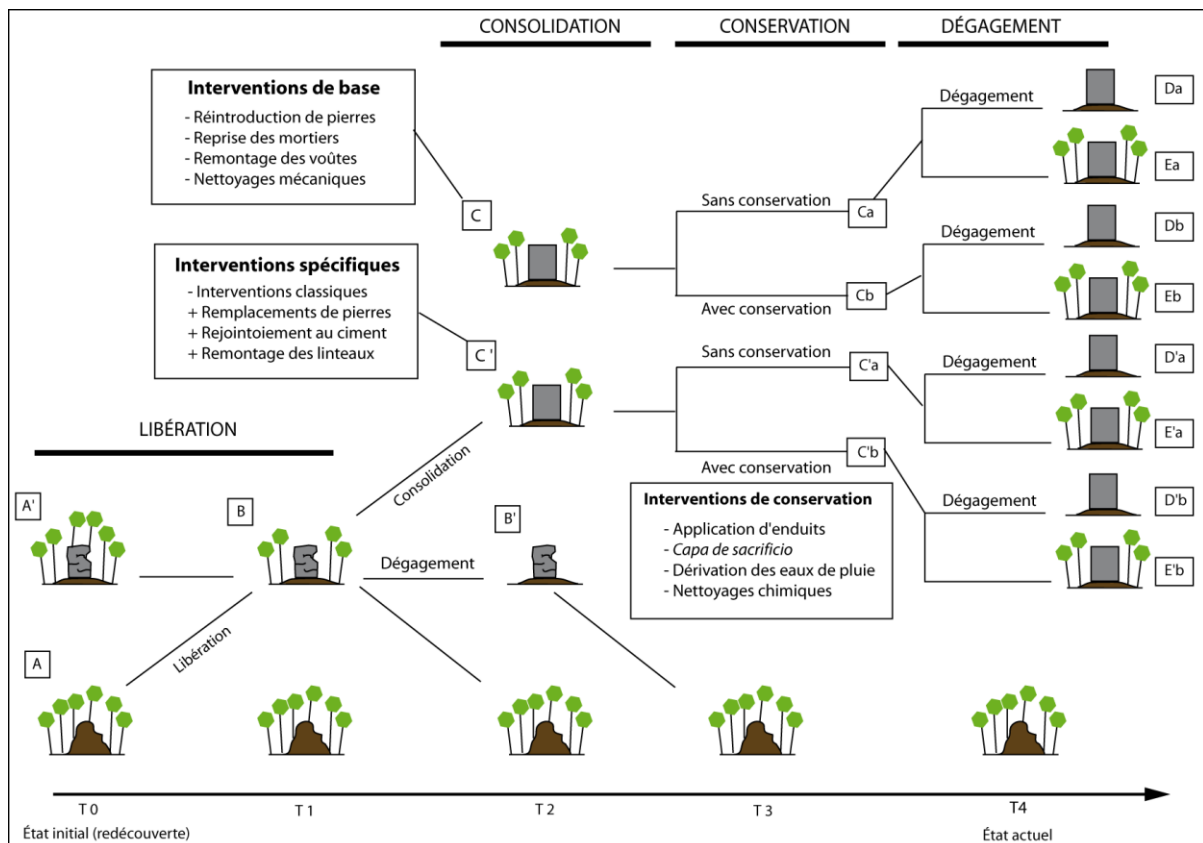 CONSOLIDATION
CONSERVATION
DÉGAGEMENT
Interventions de base
- Réintroduction de pierres
- Reprise des mortiers
- Remontage des voûtes
- Nettoyages mécaniques
C
Interventions spécifiques
- Interventions classiques
+ Remplacements de pierres
+ Rejointoiement au ciment
+ Remontage des linteaux
C '
Sans conservation
Ca
Avec conservation
Cb
Sans conservation
C'a
Avec conservation
C'b
Dégagement
Da
Ea
Dégagement
Db
Eb
Dégagement
D'a
E'a
Dégagement
D'b
E'b
Interventions de conservation
- Application d'enduits
- Capa de sacrificio
- Dérivation des eaux de pluie
- Nettoyages chimiques
LIBÉRATION
A'
B
Consolidation
Dégagement
B'
Libération
A
T 0
T 1
T 2
T 3
T4
État initial (redécouverte)
État actuel